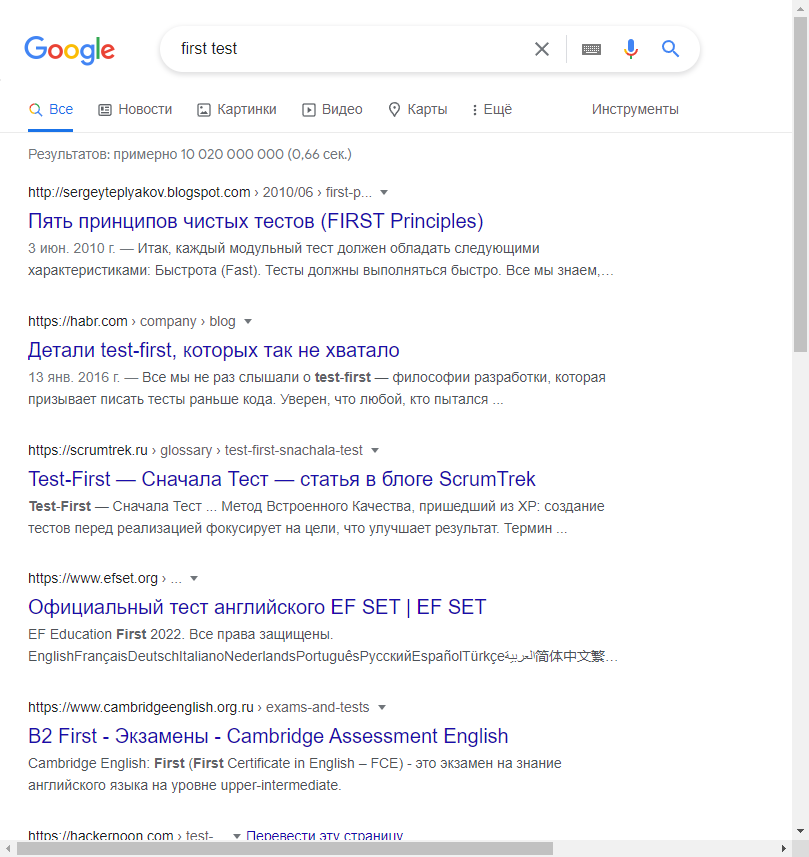 Google
first test
Все Новости Картинки Видео Карты Ещё Инструменты
Результатов: примерно 10 020 000 000 (0,66 сек.)
http://sergeyteplyakov.blogspot.com › 2010/06 › first-p...
Пять принципов чистых тестов (FIRST Principles)
3 июн. 2010 г. — Итак, каждый модульный тест должен обладать следующими
характеристиками: Быстрота (Fast). Тесты должны выполняться быстро. Все мы знаем,...
https://habr.com › company › blog
Детали test-first, которых так не хватало
13 янв. 2016 г. — Все мы не раз слышали о test-first — философии разработки, которая
призывает писать тесты раньше кода. Уверен, что любой, кто пытался ...
https://scrumtrek.ru › glossary › test-first-snachala-test
Test-First — Сначала Тест — статья в блоге ScrumTrek
Test-First — Сначала Тест ... Метод Встроенного Качества, пришедший из XP: создание
тестов перед реализацией фокусирует на цели, что улучшает результат. Термин ...
https://www.efset.org › ...
Официальный тест английского EF SET | EF SET
EF Education First 2022. Все права защищены.
EnglishFrançaisDeutschItalianoNederlandsPortuguêsРусскийEspañolTürkçeالعربية简体中文繁...
https://www.cambridgeenglish.org.ru › exams-and-tests
B2 First - Экзамены - Cambridge Assessment English
Cambridge English: First (First Certificate in English – FCE) - это экзамен на знание
английского языка на уровне upper-intermediate.
https://hackernoon.com › test- Перевести эту страницу